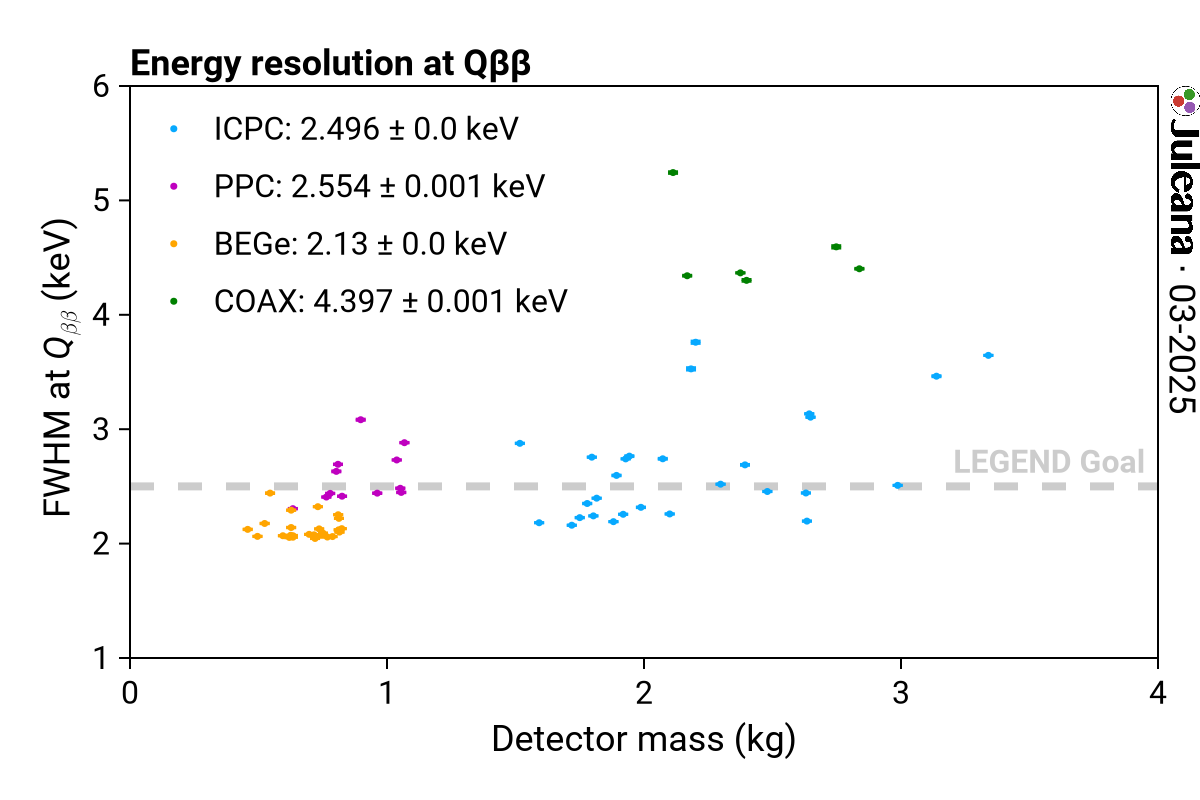 Energy resolution at Qββ
ICPC: 2.496 ± 0.0 keV
PPC: 2.554 ± 0.001 keV
BEGe: 2.13 ± 0.0 keV
COAX: 4.397 ± 0.001 keV
LEGEND Goal
6
5
4
3
2
1
FWHM at Qββ (keV)
0 1 2 3 4
Detector mass (kg)
Juleana · 03-2025